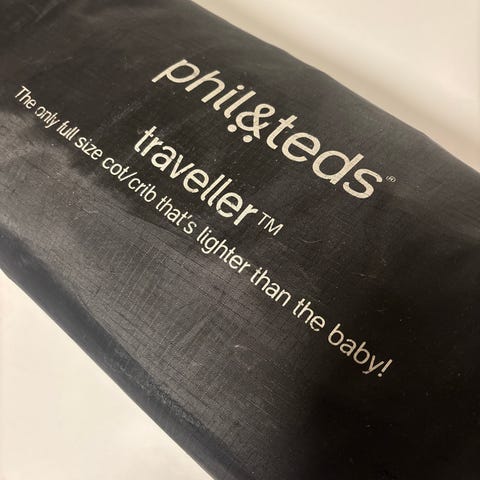 phil&teds®
traveller™
The only full size cot/crib that's lighter than the baby!